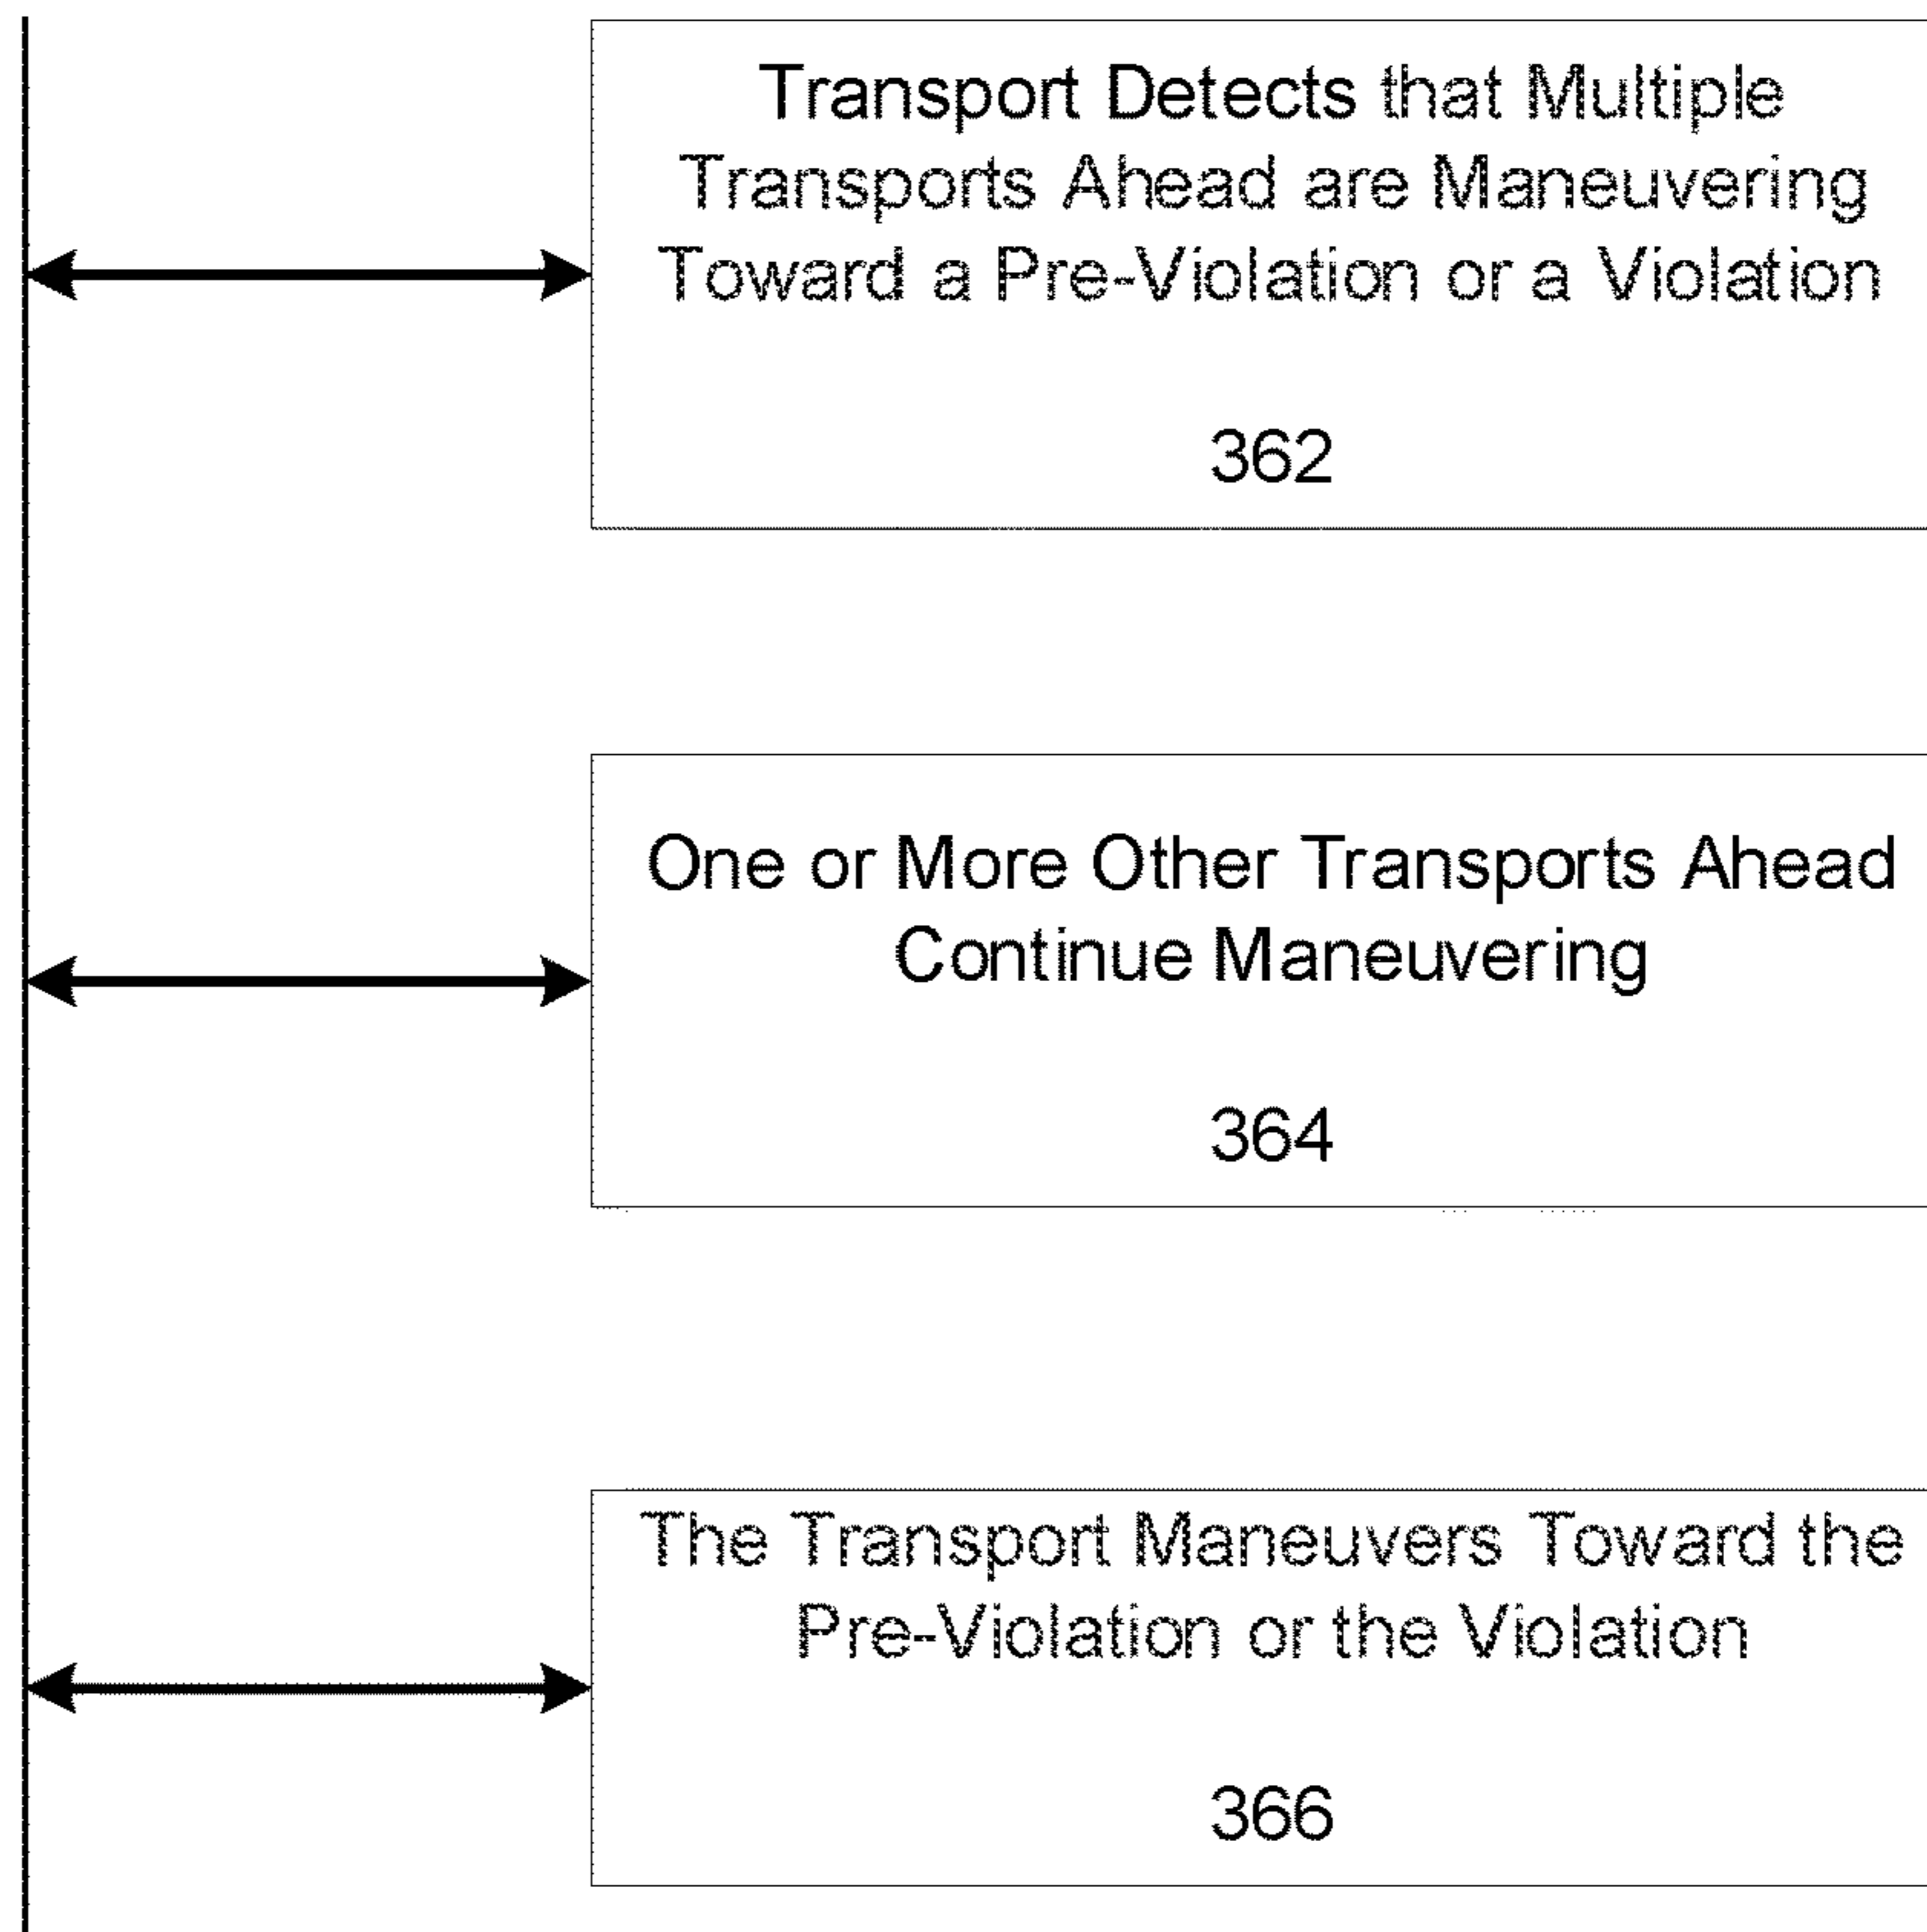 Transport Detects that Multiple
Transports Ahead are Maneuvering
Toward a Pre-Violation or a Violation
362
One or More Other Transports Ahead
Continue Maneuvering
364
The Transport Maneuvers Toward the
Pre-Violation or the Violation
366